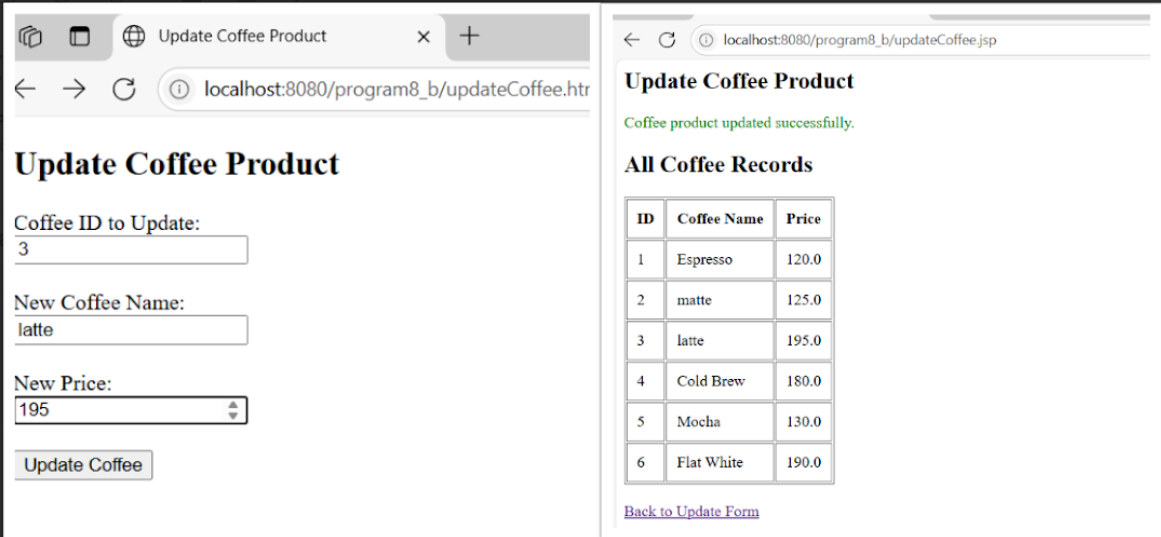 Update Coffee Product
localhost:8080/program8_b/updateCoffee.htr
Update Coffee Product
Coffee ID to Update:
3
New Coffee Name:
latte
New Price:
195
Update Coffee
localhost:8080/program8_b/updateCoffee.jsp
Update Coffee Product
Coffee product updated successfully.
All Coffee Records
ID Coffee Name Price
1 Espresso 120.0
2 matte 125.0
3 latte 195.0
4 Cold Brew 180.0
5 Mocha 130.0
6 Flat White 190.0
Back to Update Form